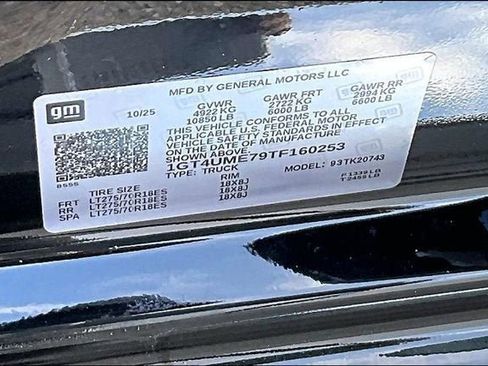 MFD BY GENERAL MOTORS LLC
gm
10/25
GVWR GAWR FRT GAWR RR
4922 KG 2722 KG 2994 KG
10850 LB 6000 LB 6600 LB
THIS VEHICLE CONFORMS TO ALL
APPLICABLE U.S. FEDERAL MOTOR
VEHICLE SAFETY STANDARDS IN EFFECT
ON THE DATE OF MANUFACTURE
SHOWN ABOVE.
1GT4UME79TF160253
TYPE: TRUCK MODEL: 93TK20743
TIRE SIZE RIM
FRT LT275/70R18ES 18X8J
RR LT275/70R18ES 18X8J
SPA LT275/70R18ES 18X8J
F1339LB
T2455LB